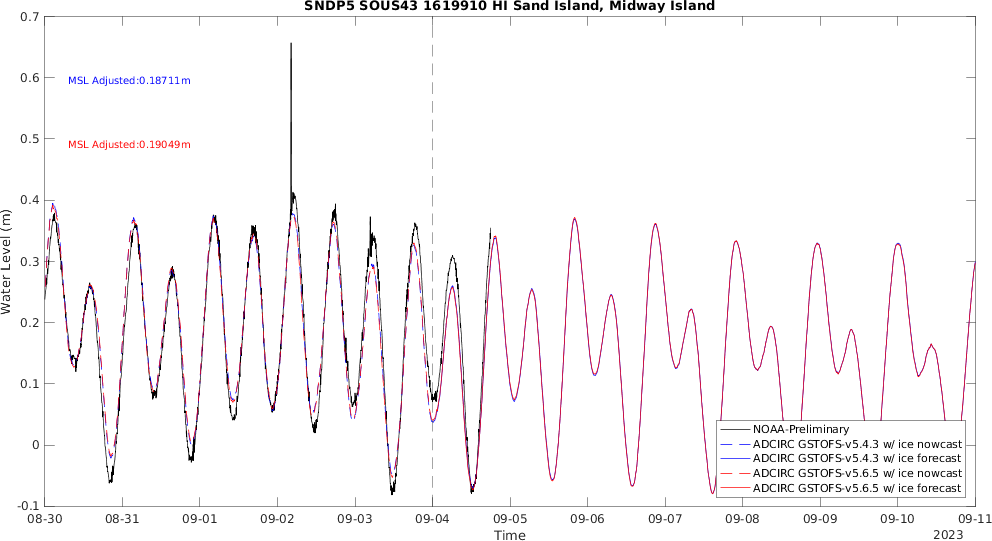 SNDP5 SOUS43 1619910 HI Sand Island, Midway Island
0.7
0.6
0.5
0.4
0.3
0.2
0.1
0
-0.1
Water Level (m)
MSL Adjusted:0.18711m
MSL Adjusted:0.19049m
NOAA-Preliminary
ADCIRC GSTOFS-v5.4.3 w/ ice nowcast
ADCIRC GSTOFS-v5.4.3 w/ ice forecast
ADCIRC GSTOFS-v5.6.5 w/ ice nowcast
ADCIRC GSTOFS-v5.6.5 w/ ice forecast
08-30 08-31 09-01 09-02 09-03 09-04 09-05 09-06 09-07 09-08 09-09 09-10 09-11
Time
2023